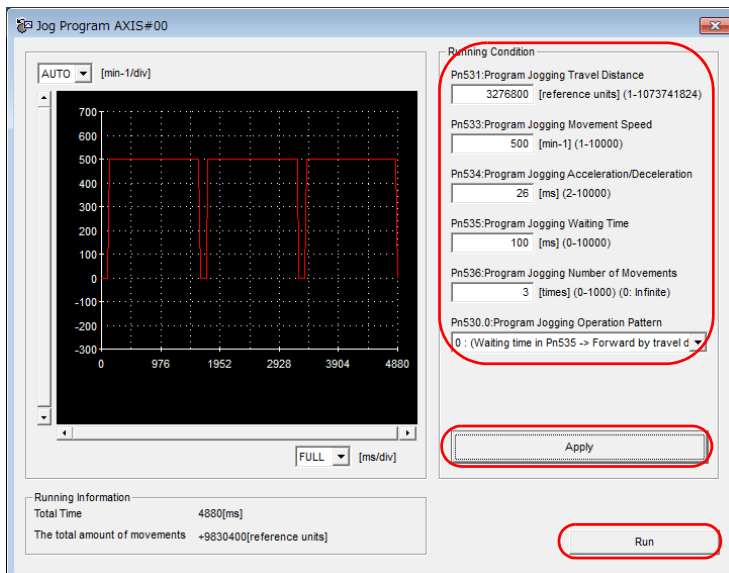 Jog Program AXIS#00
AUTO [min-1/div]
700
600
500
400
300
200
100
0
-100
-200
-300
0 976 1952 2928 3904 4880
FULL [ms/div]
Running Condition
Pn531:Program Jogging Travel Distance
3276800 [reference units] (1-1073741824)
Pn533:Program Jogging Movement Speed
500 [min-1] (1-10000)
Pn534:Program Jogging Acceleration/Deceleration
26 [ms] (2-10000)
Pn535:Program Jogging Waiting Time
100 [ms] (0-10000)
Pn536:Program Jogging Number of Movements
3 [times] (0-1000) (0: Infinite)
Pn530.0:Program Jogging Operation Pattern
0 : (Waiting time in Pn535 -> Forward by travel d
Apply
Running Information
Total Time 4880[ms]
The total amount of movements +9830400[reference units]
Run